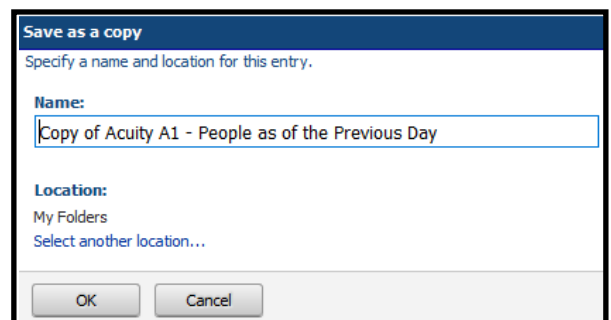 Save as a copy
Specify a name and location for this entry.
Name:
Copy of Acuity A1 - People as of the Previous Day
Location:
My Folders
Select another location...
OK Cancel